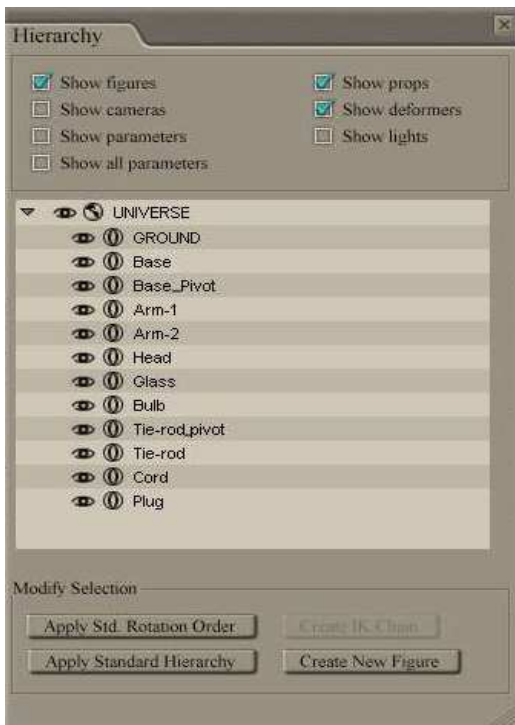 Hierarchy
Show figures
Show props
Show cameras
Show deformers
Show parameters
Show lights
Show all parameters
UNIVERSE
GROUND
Base
Base_Pivot
Arm-1
Arm-2
Head
Glass
Bulb
Tie-rod_pivot
Tie-rod
Cord
Plug
Modify Selection
Apply Std. Rotation Order
Create IK Chain
Apply Standard Hierarchy
Create New Figure